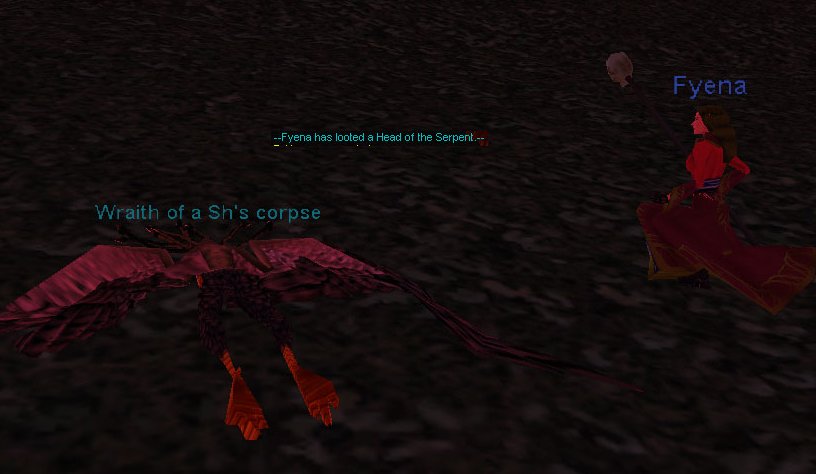 Fyena
--Fyena has looted a Head of the Serpent.--
Wraith of a Sh's corpse